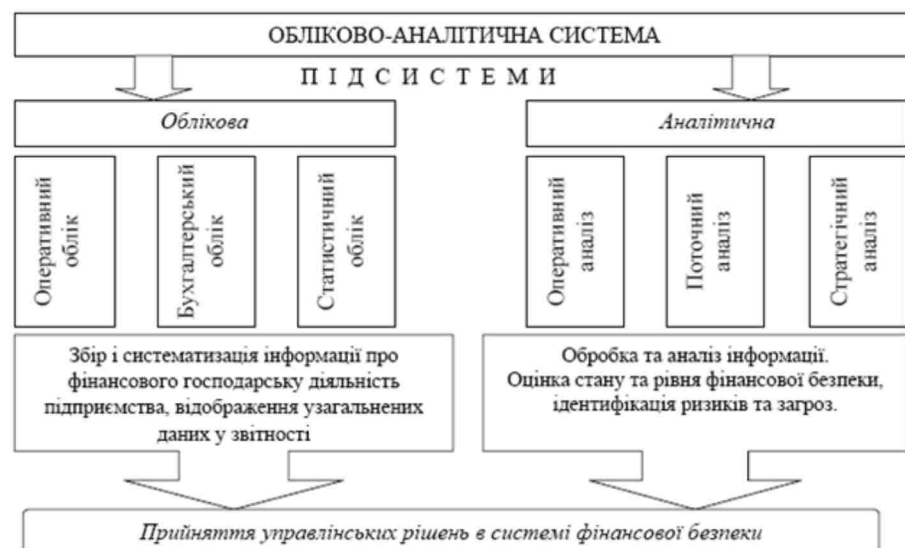 ОБЛІКОВО-АНАЛІТИЧНА СИСТЕМА
ПІДСИСТЕМИ
Облікова
Аналітична
Оперативний
облік
Бухгалтерський
облік
Статистичний
облік
Оперативний
аналіз
Поточний
аналіз
Стратегічний
аналіз
Збір і систематизація інформації про
фінансового господарську діяльність
підприємства, відображення узагальнених
даних у звітності
Обробка та аналіз інформації.
Оцінка стану та рівня фінансової безпеки,
ідентифікація ризиків та загроз.
Прийняття управлінських рішень в системі фінансової безпеки